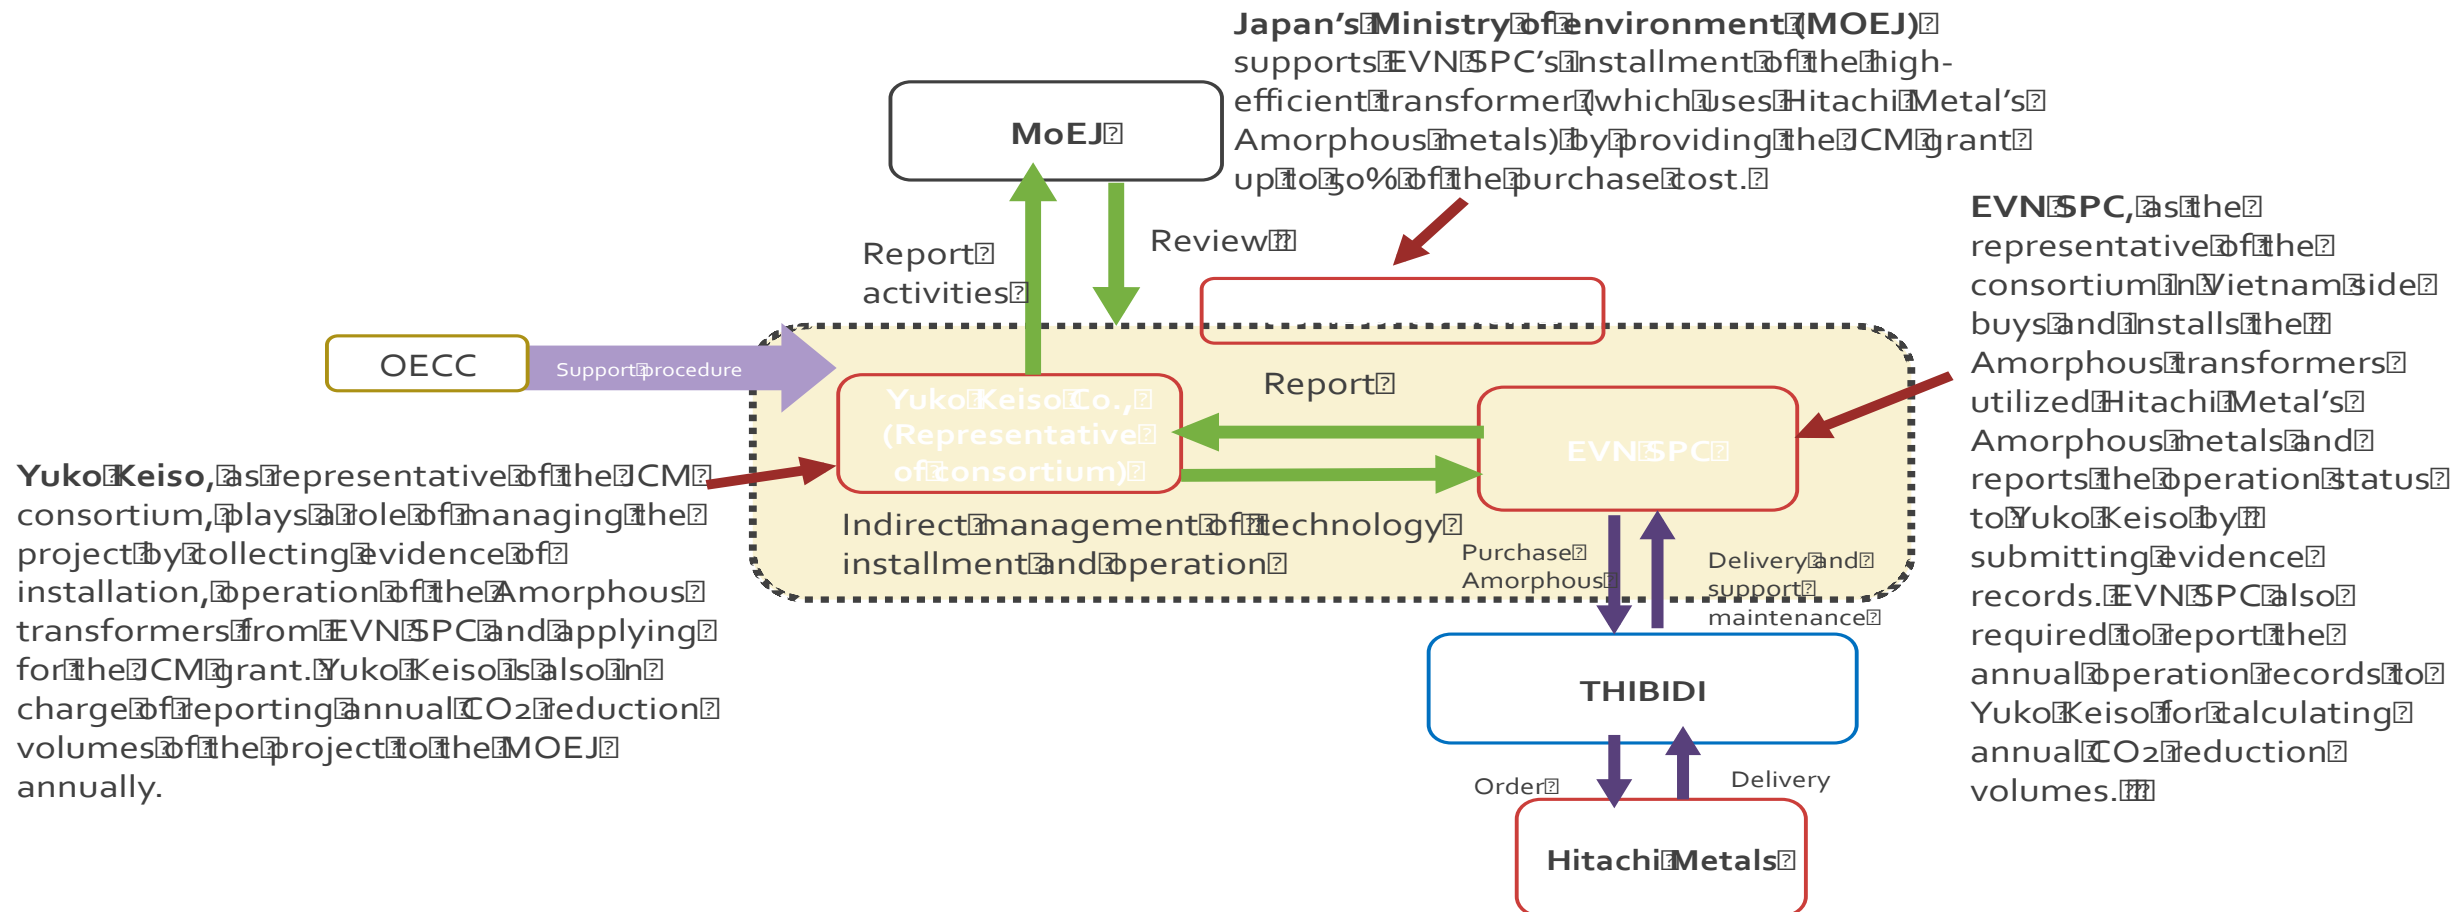 Japan's Ministry of environment (MOEJ)
supports EVN SPC's installment of the high-
efficient transformer (which uses Hitachi Metal's
Amorphous metals) by providing the JCM grant
up to 50% of the purchase cost.
MoEJ
Report
activities
Review
EVN SPC, as the
representative of the
consortium in Vietnam side
buys and installs the
Amorphous transformers
utilized Hitachi Metal's
Amorphous metals and
reports the operation status
to Yuko Keiso by
submitting evidence
records. EVN SPC also
required to report the
annual operation records to
Yuko Keiso for calculating
annual CO2 reduction
volumes.
OECC
Support procedure
Yuko Keiso Co.,
(Representative
of consortium)
Report
EVN SPC
Indirect management of technology
installment and operation
Yuko Keiso, as representative of the JCM
consortium, plays a role of managing the
project by collecting evidence of
installation, operation of the Amorphous
transformers from EVN SPC and applying
for the JCM grant. Yuko Keiso is also in
charge of reporting annual CO2 reduction
volumes of the project to the MOEJ
annually.
Purchase
Amorphous
Delivery and
support
maintenance
THIBIDI
Order
Delivery
Hitachi Metals